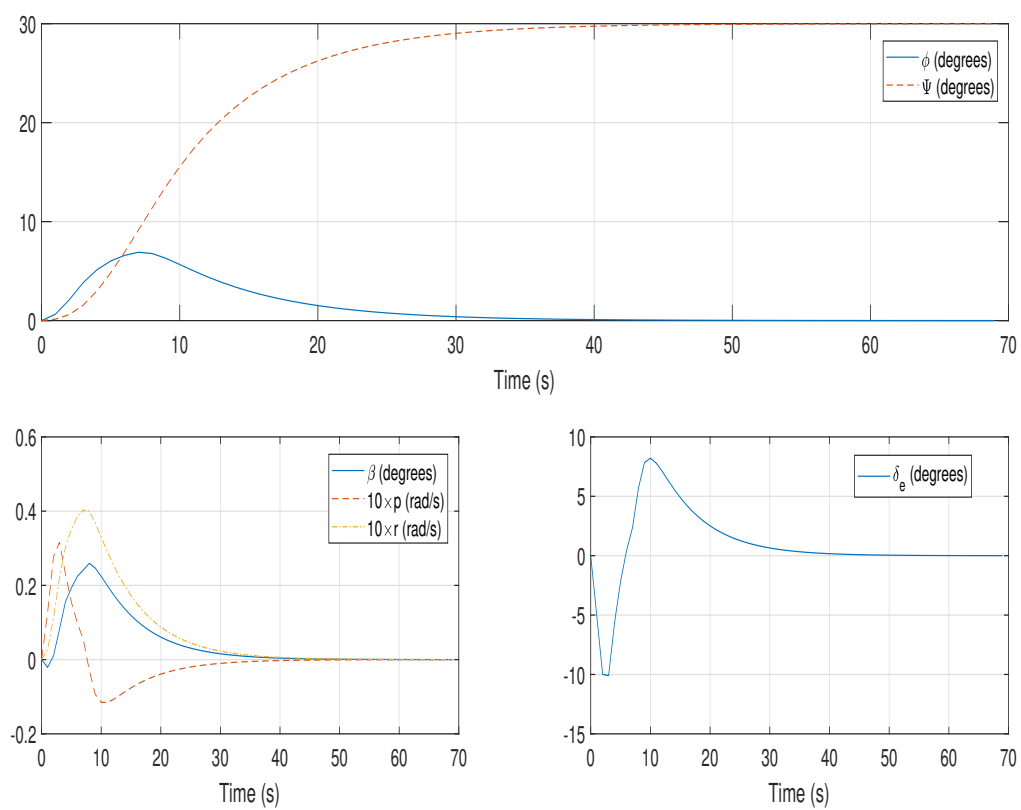 30
20
10
0
0 10 20 30 40 50 60 70
Time (s)
ϕ (degrees)
Ψ (degrees)
0.6
0.4
0.2
0
-0.2
0 10 20 30 40 50 60 70
Time (s)
β (degrees)
10×p (rad/s)
10×r (rad/s)
10
5
0
-5
-10
-15
0 10 20 30 40 50 60 70
Time (s)
δ_e (degrees)